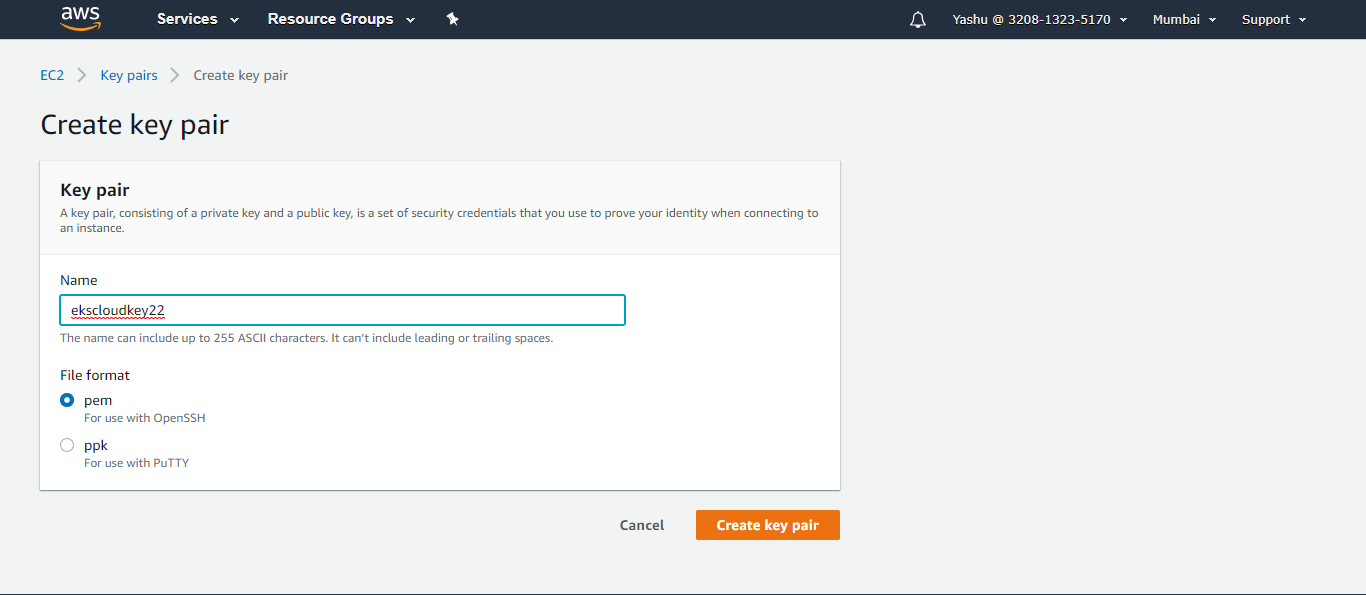 aws Services Resource Groups Yashu @ 3208-1323-5170 Mumbai Support
EC2 Key pairs Create key pair
Create key pair
Key pair
A key pair, consisting of a private key and a public key, is a set of security credentials that you use to prove your identity when connecting to
an instance.
Name
ekscloudkey22
The name can include up to 255 ASCII characters. It can't include leading or trailing spaces.
File format
pem
For use with OpenSSH
ppk
For use with PuTTY
Cancel Create key pair